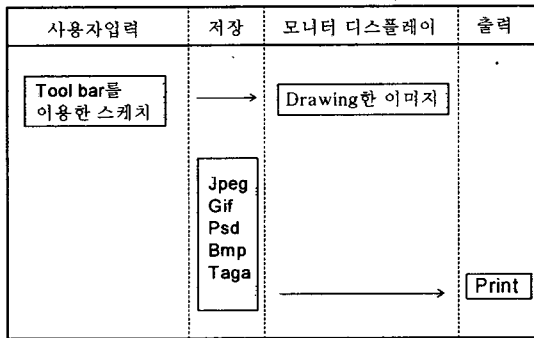 사용자입력
저장
모니터 디스플레이
출력
Tool bar를
이용한 스케치
Drawing한 이미지
Jpeg
Gif
Psd
Bmp
Taga
Print